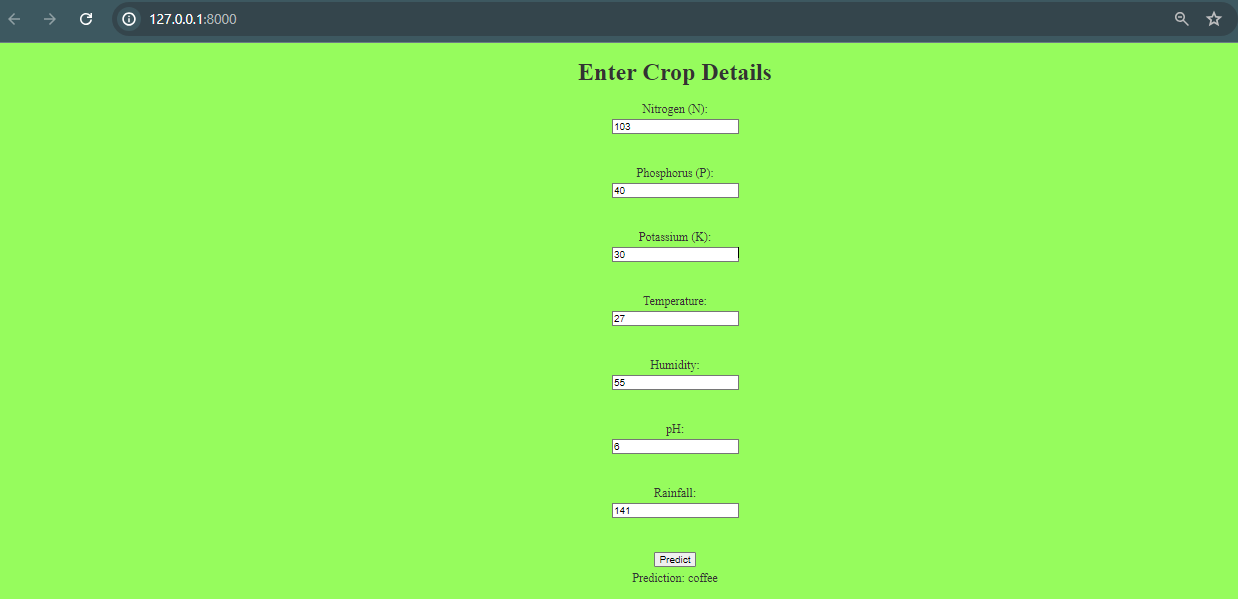 127.0.0.1:8000
Enter Crop Details
Nitrogen (N):
103
Phosphorus (P):
40
Potassium (K):
30
Temperature:
27
Humidity:
55
pH:
6
Rainfall:
141
Predict
Prediction: coffee